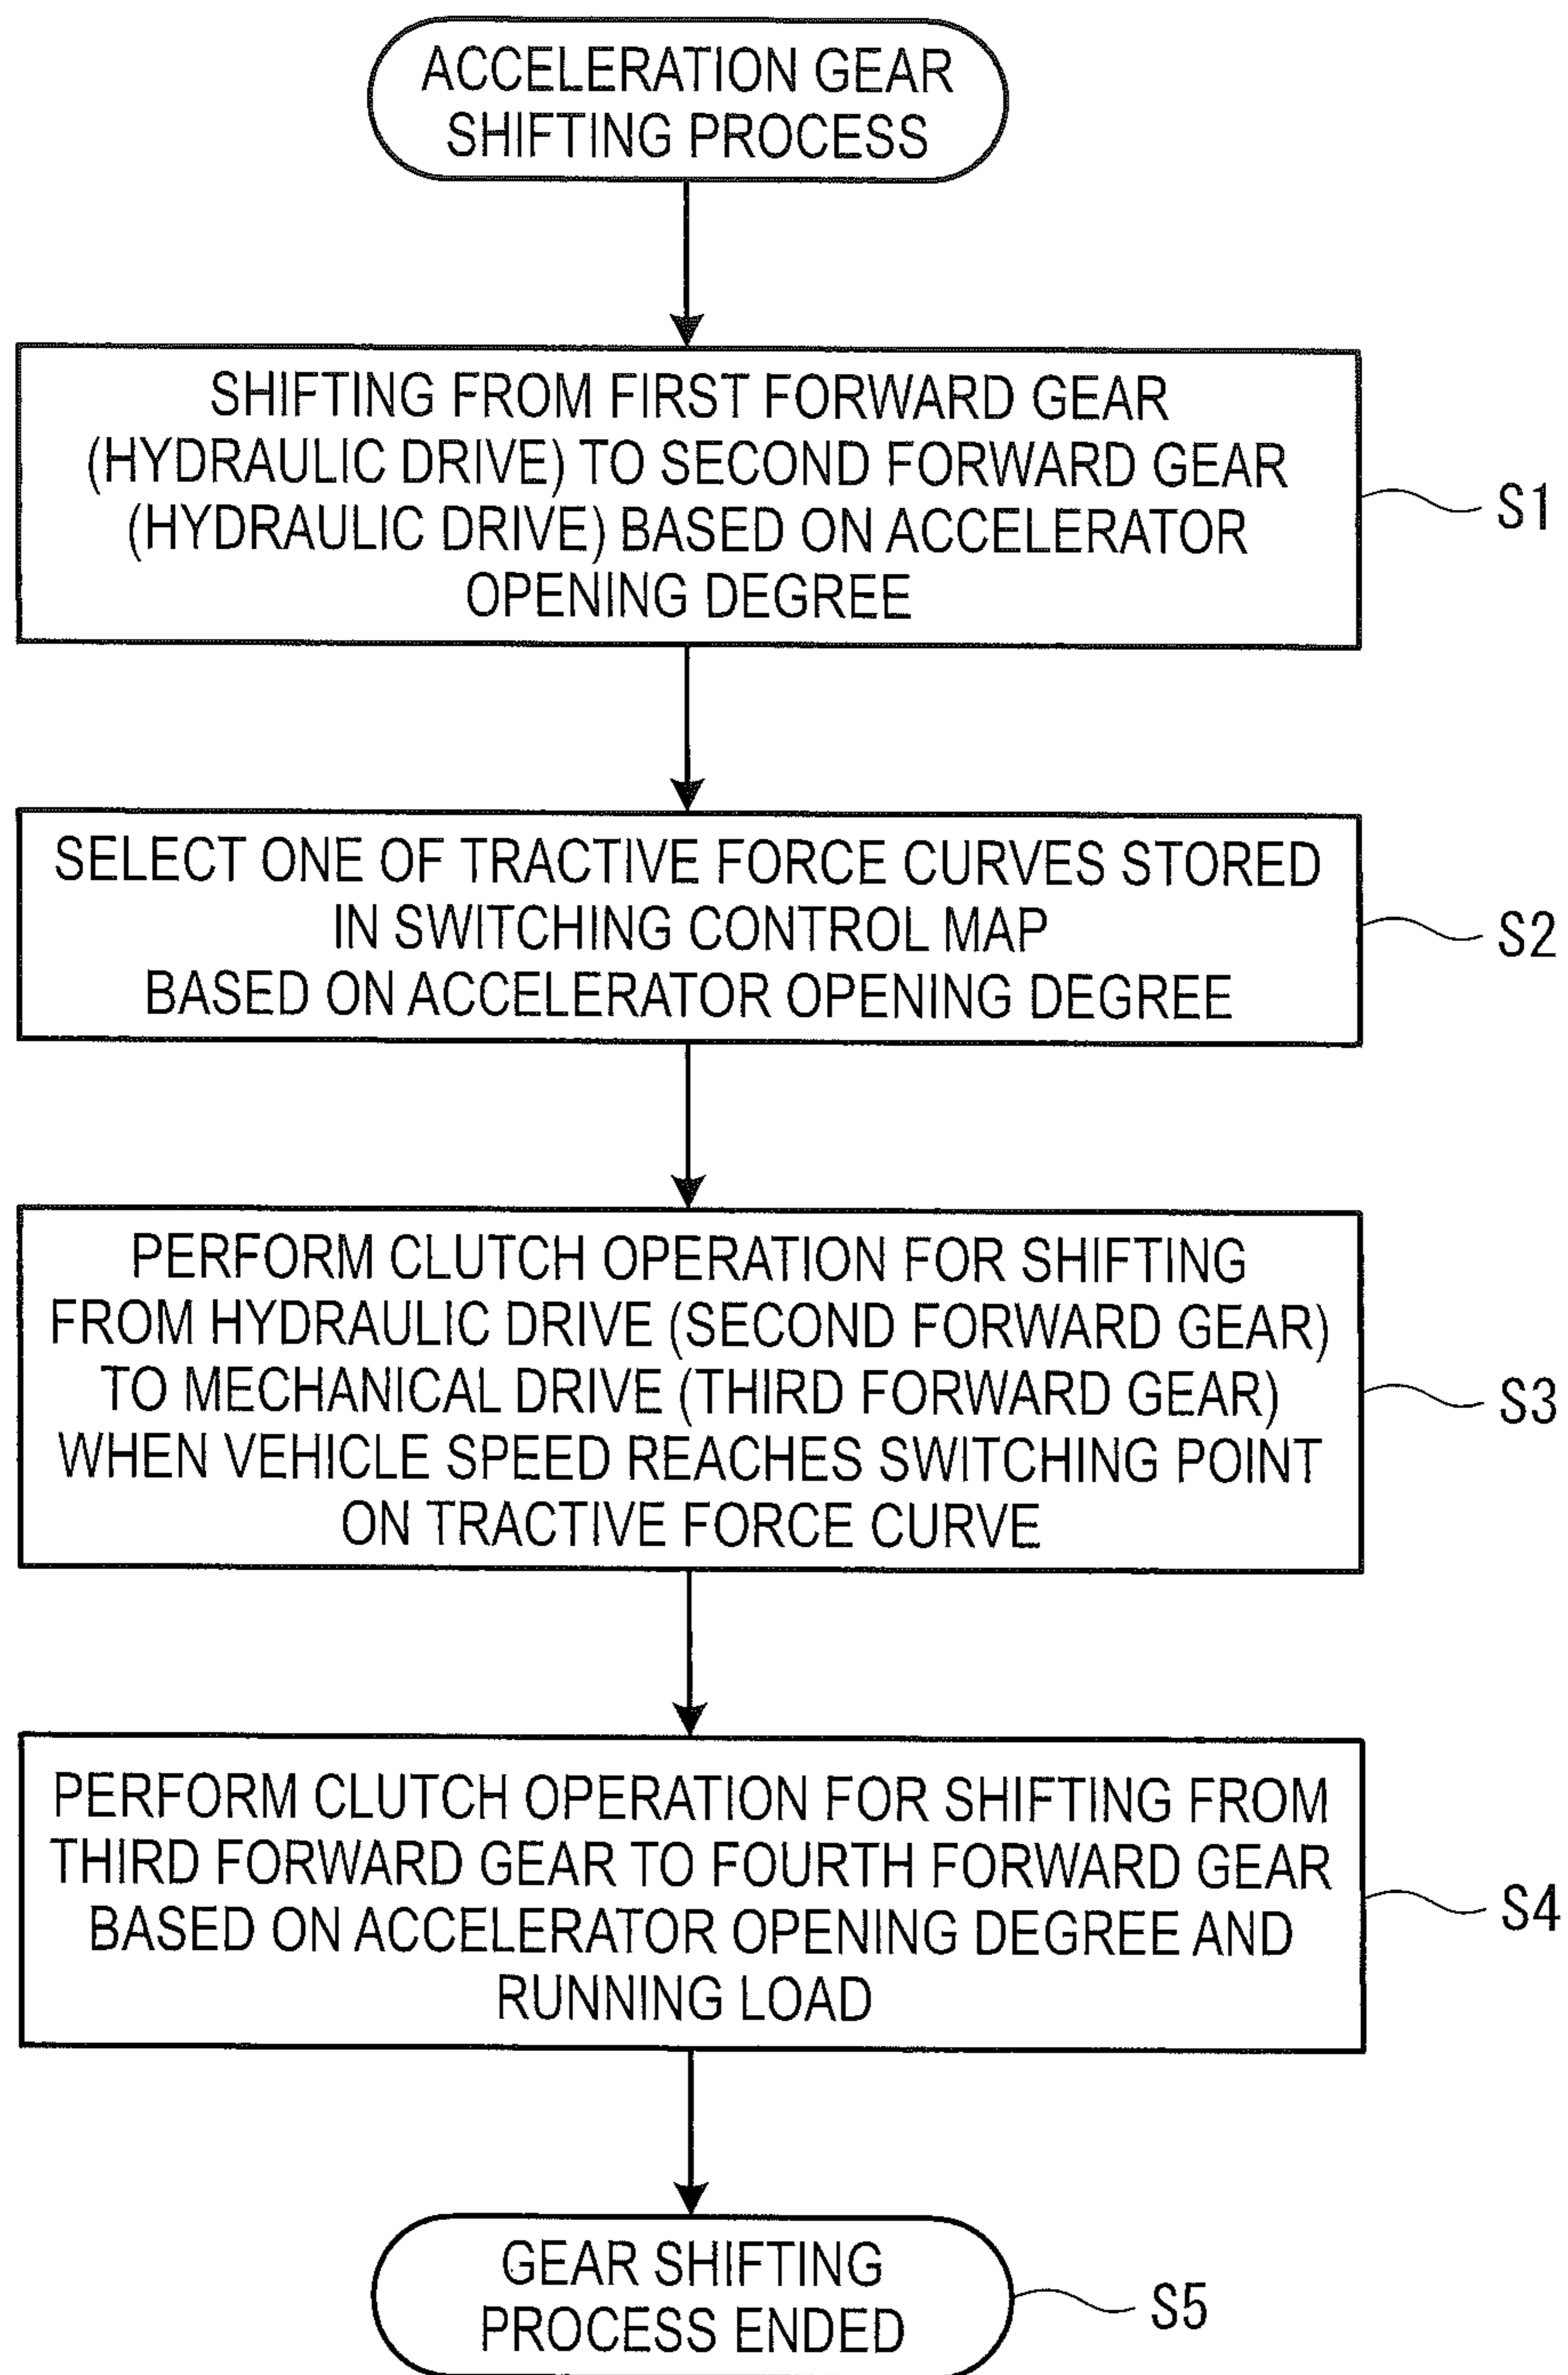 ACCELERATION GEAR
SHIFTING PROCESS
SHIFTING FROM FIRST FORWARD GEAR
(HYDRAULIC DRIVE) TO SECOND FORWARD GEAR
(HYDRAULIC DRIVE) BASED ON ACCELERATOR
OPENING DEGREE
S1
SELECT ONE OF TRACTIVE FORCE CURVES STORED
IN SWITCHING CONTROL MAP
BASED ON ACCELERATOR OPENING DEGREE
S2
PERFORM CLUTCH OPERATION FOR SHIFTING
FROM HYDRAULIC DRIVE (SECOND FORWARD GEAR)
TO MECHANICAL DRIVE (THIRD FORWARD GEAR)
WHEN VEHICLE SPEED REACHES SWITCHING POINT
ON TRACTIVE FORCE CURVE
S3
PERFORM CLUTCH OPERATION FOR SHIFTING FROM
THIRD FORWARD GEAR TO FOURTH FORWARD GEAR
BASED ON ACCELERATOR OPENING DEGREE AND
RUNNING LOAD
S4
GEAR SHIFTING
PROCESS ENDED
S5